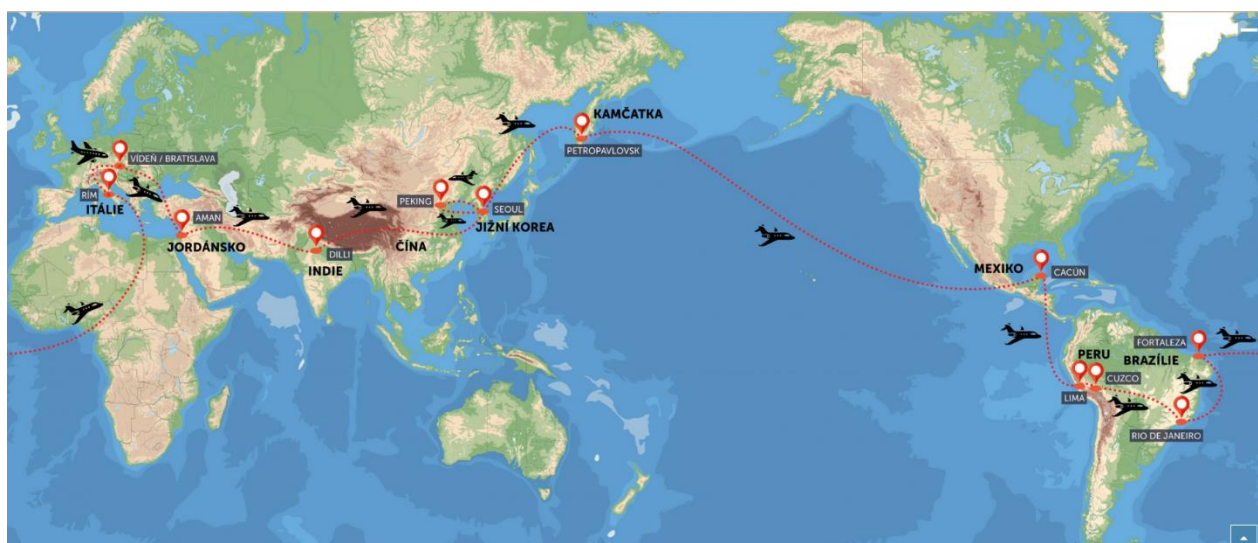 KAMČATKA
PETROPAVLOVSK
VÍDEŇ / BRATISLAVA
ŘÍM
ITÁLIE
AMAN
JORDÁNSKO
DILLI
INDIE
PEKING
ČÍNA
SEOUL
JIŽNÍ KOREA
MEXIKO
CACÚN
FORTALEZA
PERU
BRAZÍLIE
CUZCO
LIMA
RIO DE JANEIRO